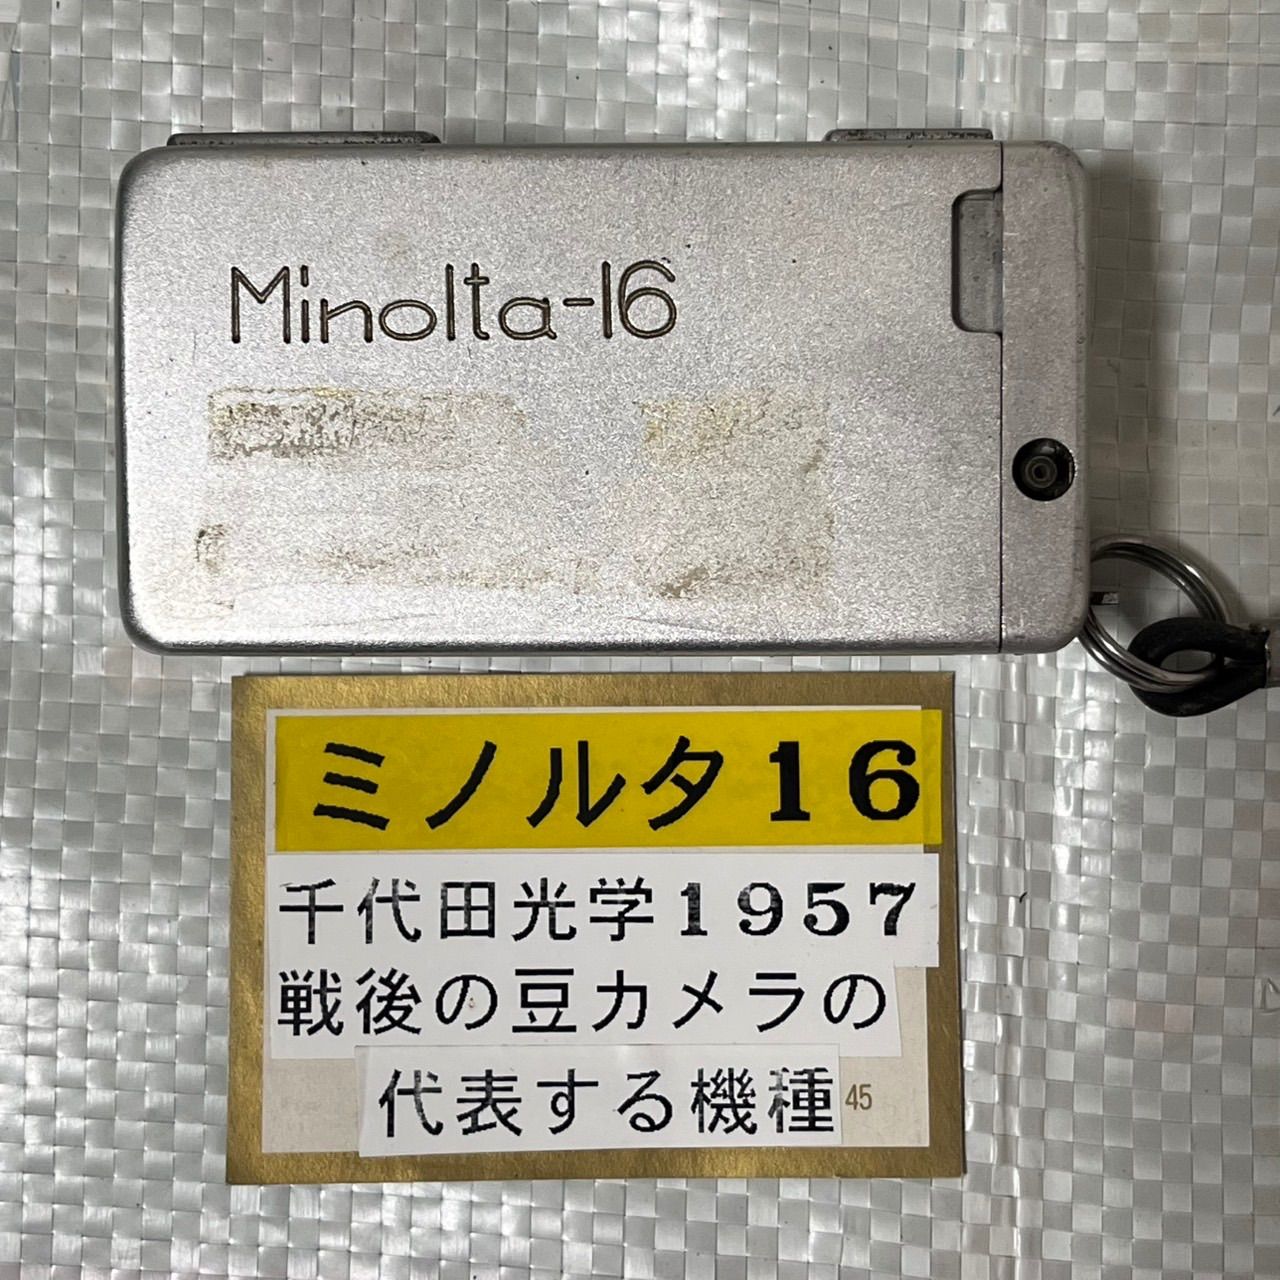 Minolta-16
ミノルタ16
千代田光学1957
戦後の豆カメラの
代表する機種 45